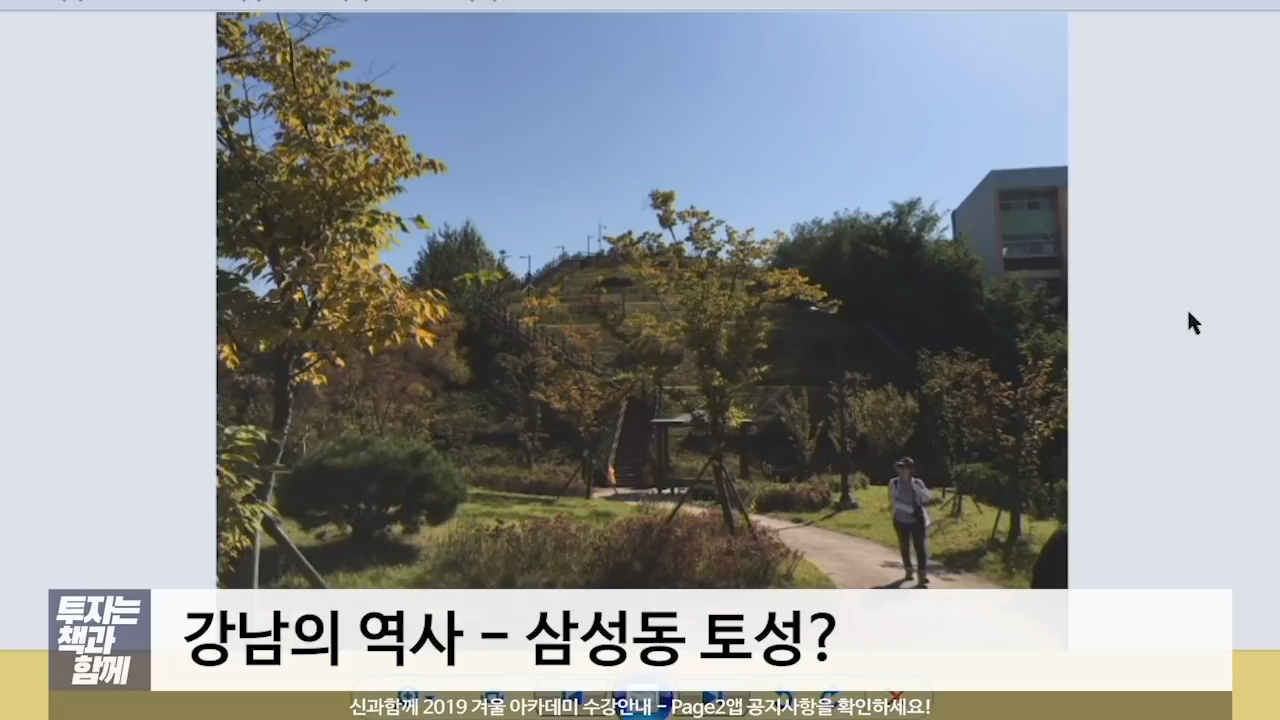 투자는
책과
함께
강남의 역사 - 삼성동 토성?
신과함께 2019 겨울 아카데미 수강안내 - Page2앱 공지사항을 확인하세요!